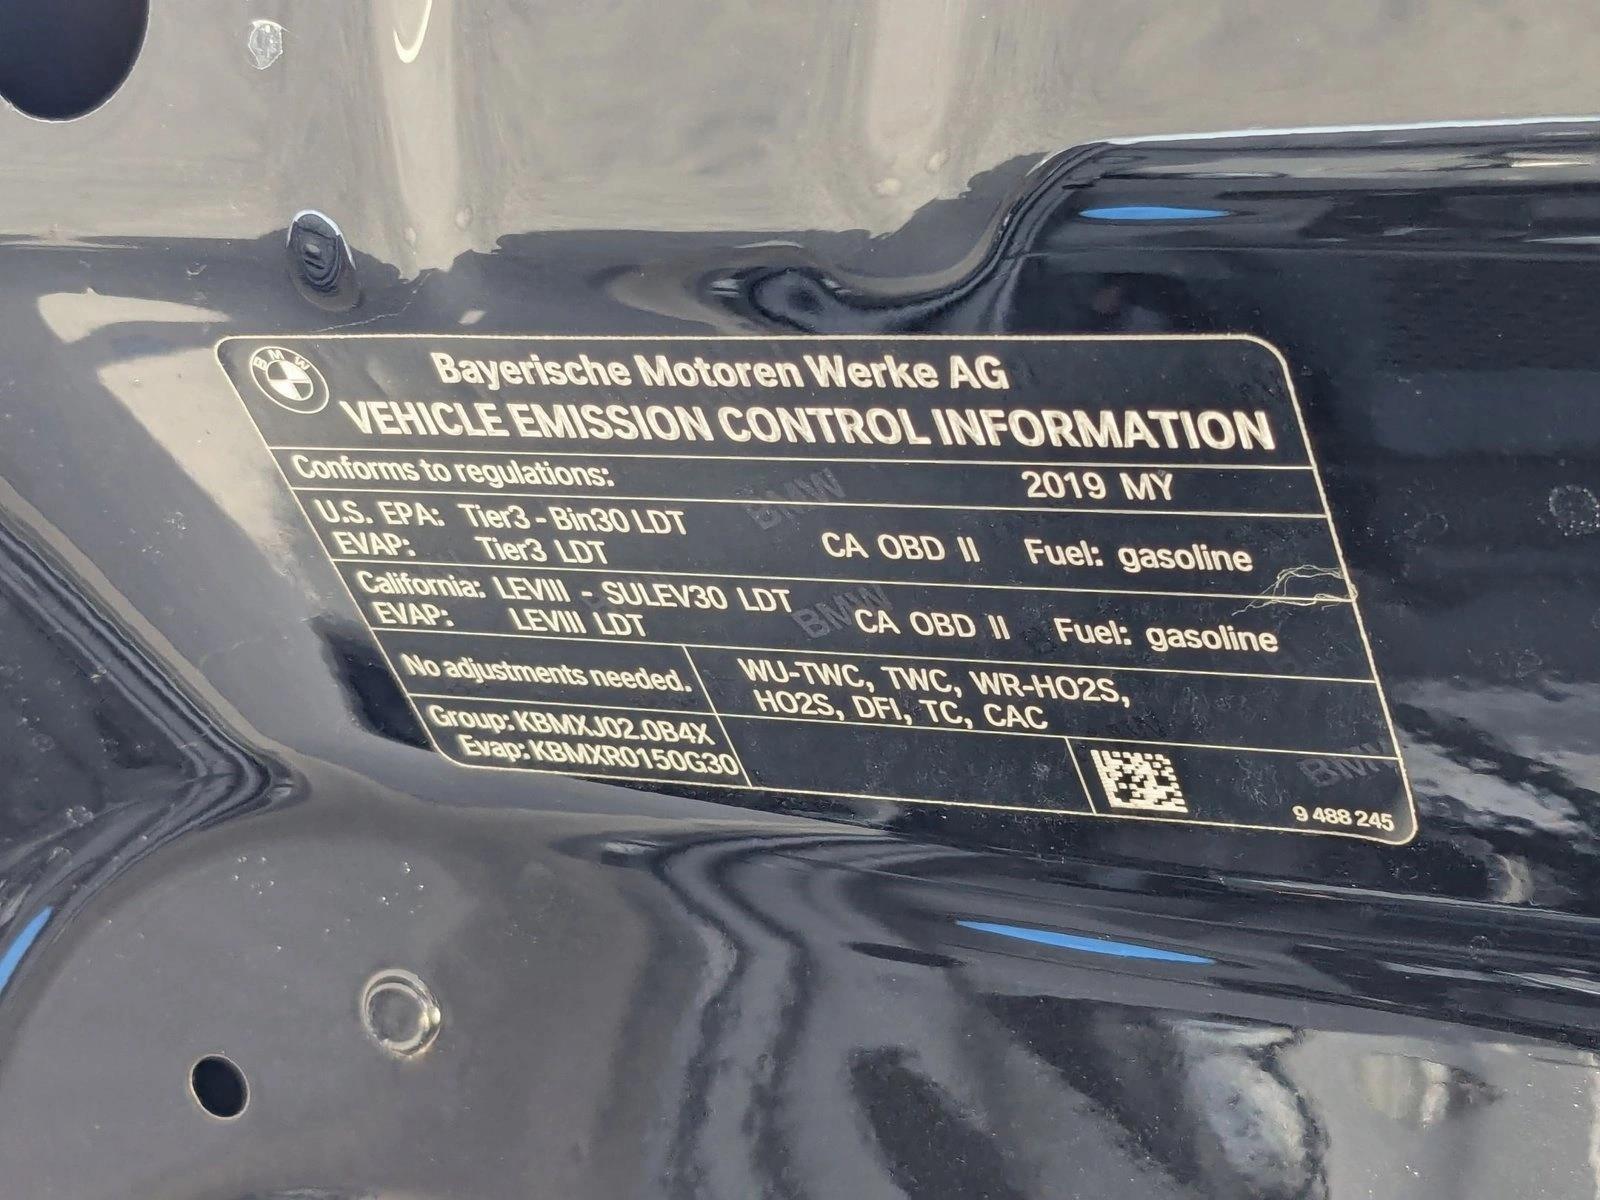 BMW
Bayerische Motoren Werke AG
VEHICLE EMISSION CONTROL INFORMATION
Conforms to regulations: 2019 MY
U.S. EPA: Tier3 - Bin30 LDT
EVAP: Tier3 LDT
CA OBD II Fuel: gasoline
California: LEVIII - SULEV30 LDT
EVAP: LEVIII LDT
CA OBD II Fuel: gasoline
No adjustments needed.
WU-TWC, TWC, WR-HO2S,
HO2S, DFI, TC, CAC
Group: KBMXJ02.0B4X
Evap: KBMXR0150G30
9 488 245
BMW
BMW
BMW